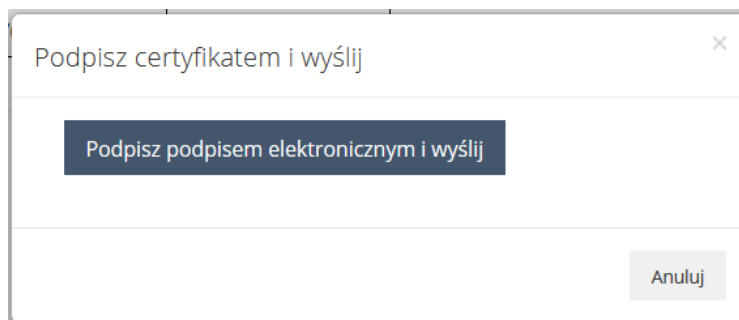 Podpisz certyfikatem i wyślij
×
Podpisz podpisem elektronicznym i wyślij
Anuluj